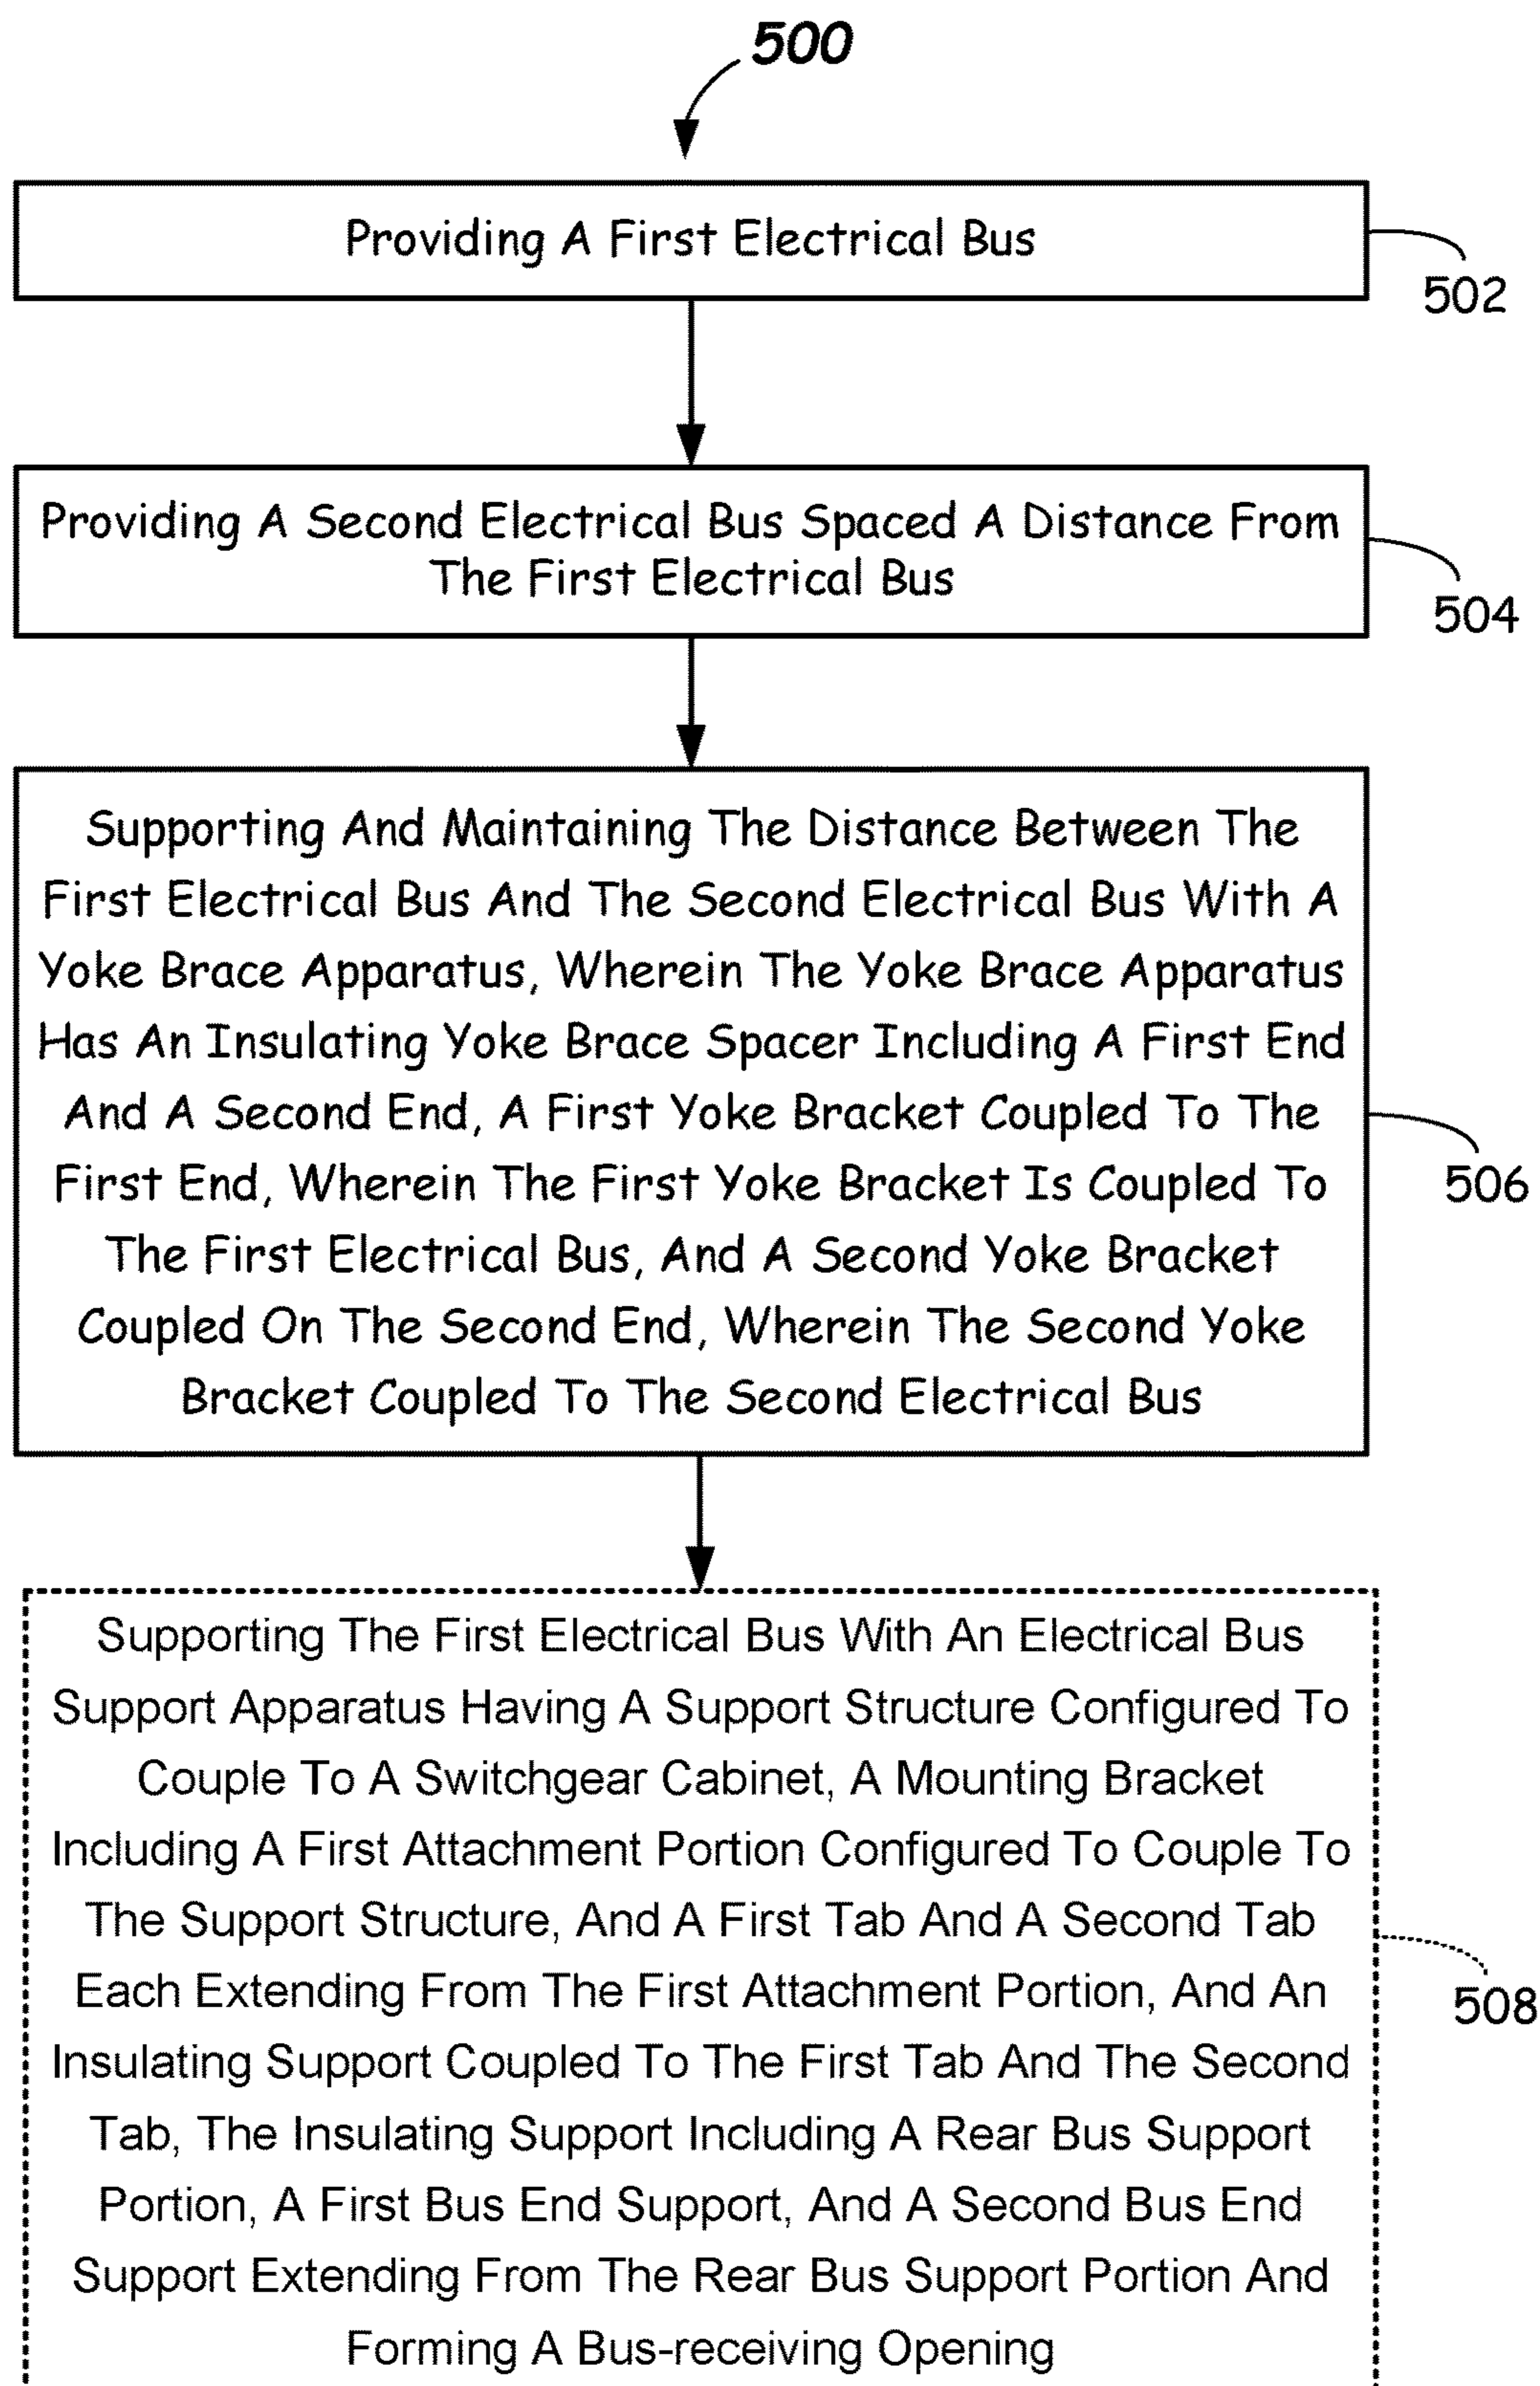 500
Providing A First Electrical Bus
502
Providing A Second Electrical Bus Spaced A Distance From
The First Electrical Bus
504
Supporting And Maintaining The Distance Between The
First Electrical Bus And The Second Electrical Bus With A
Yoke Brace Apparatus, Wherein The Yoke Brace Apparatus
Has An Insulating Yoke Brace Spacer Including A First End
And A Second End, A First Yoke Bracket Coupled To The
First End, Wherein The First Yoke Bracket Is Coupled To
The First Electrical Bus, And A Second Yoke Bracket
Coupled On The Second End, Wherein The Second Yoke
Bracket Coupled To The Second Electrical Bus
506
Supporting The First Electrical Bus With An Electrical Bus
Support Apparatus Having A Support Structure Configured To
Couple To A Switchgear Cabinet, A Mounting Bracket
Including A First Attachment Portion Configured To Couple To
The Support Structure, And A First Tab And A Second Tab
Each Extending From The First Attachment Portion, And An
Insulating Support Coupled To The First Tab And The Second
Tab, The Insulating Support Including A Rear Bus Support
Portion, A First Bus End Support, And A Second Bus End
Support Extending From The Rear Bus Support Portion And
Forming A Bus-receiving Opening
508